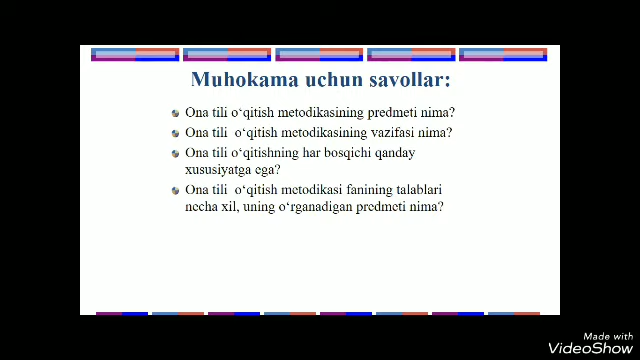 Muhokama uchun savollar:
Ona tili o‘qitish metodikasining predmeti nima?
Ona tili o‘qitish metodikasining vazifasi nima?
Ona tili o‘qitishning har bosqichi qanday
xususiyatga ega?
Ona tili o‘qitish metodikasi fanining talablari
necha xil, uning o‘rganadigan predmeti nima?
Made with
VideoShow